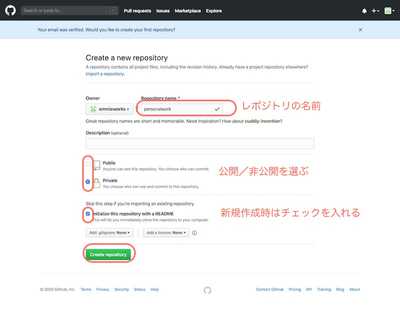 Search or jump to...
Pull requests Issues Marketplace Explore
Your email was verified. Would you like to create your first repository?
Create a new repository
A repository contains all project files, including the revision history. Already have a project repository elsewhere?
Import a repository.
Owner
Repository name *
レポジトリの名前
Great repository names are short and memorable. Need inspiration? How about
Description (optional)
Public
Anyone can see this repository. You choose who can commit.
公開／非公開を選ぶ
Private
You choose who can see and commit to this repository.
Skip this step if you're importing an existing repository.
Initialize this repository with a README
新規作成時はチェックを入れる
This will let you immediately clone the repository to your computer.
Add .gitignore: None
Add a license: None
Create repository
© 2020 GitHub, Inc. Terms Privacy Security Status Help
Contact GitHub Pricing API Training Blog About